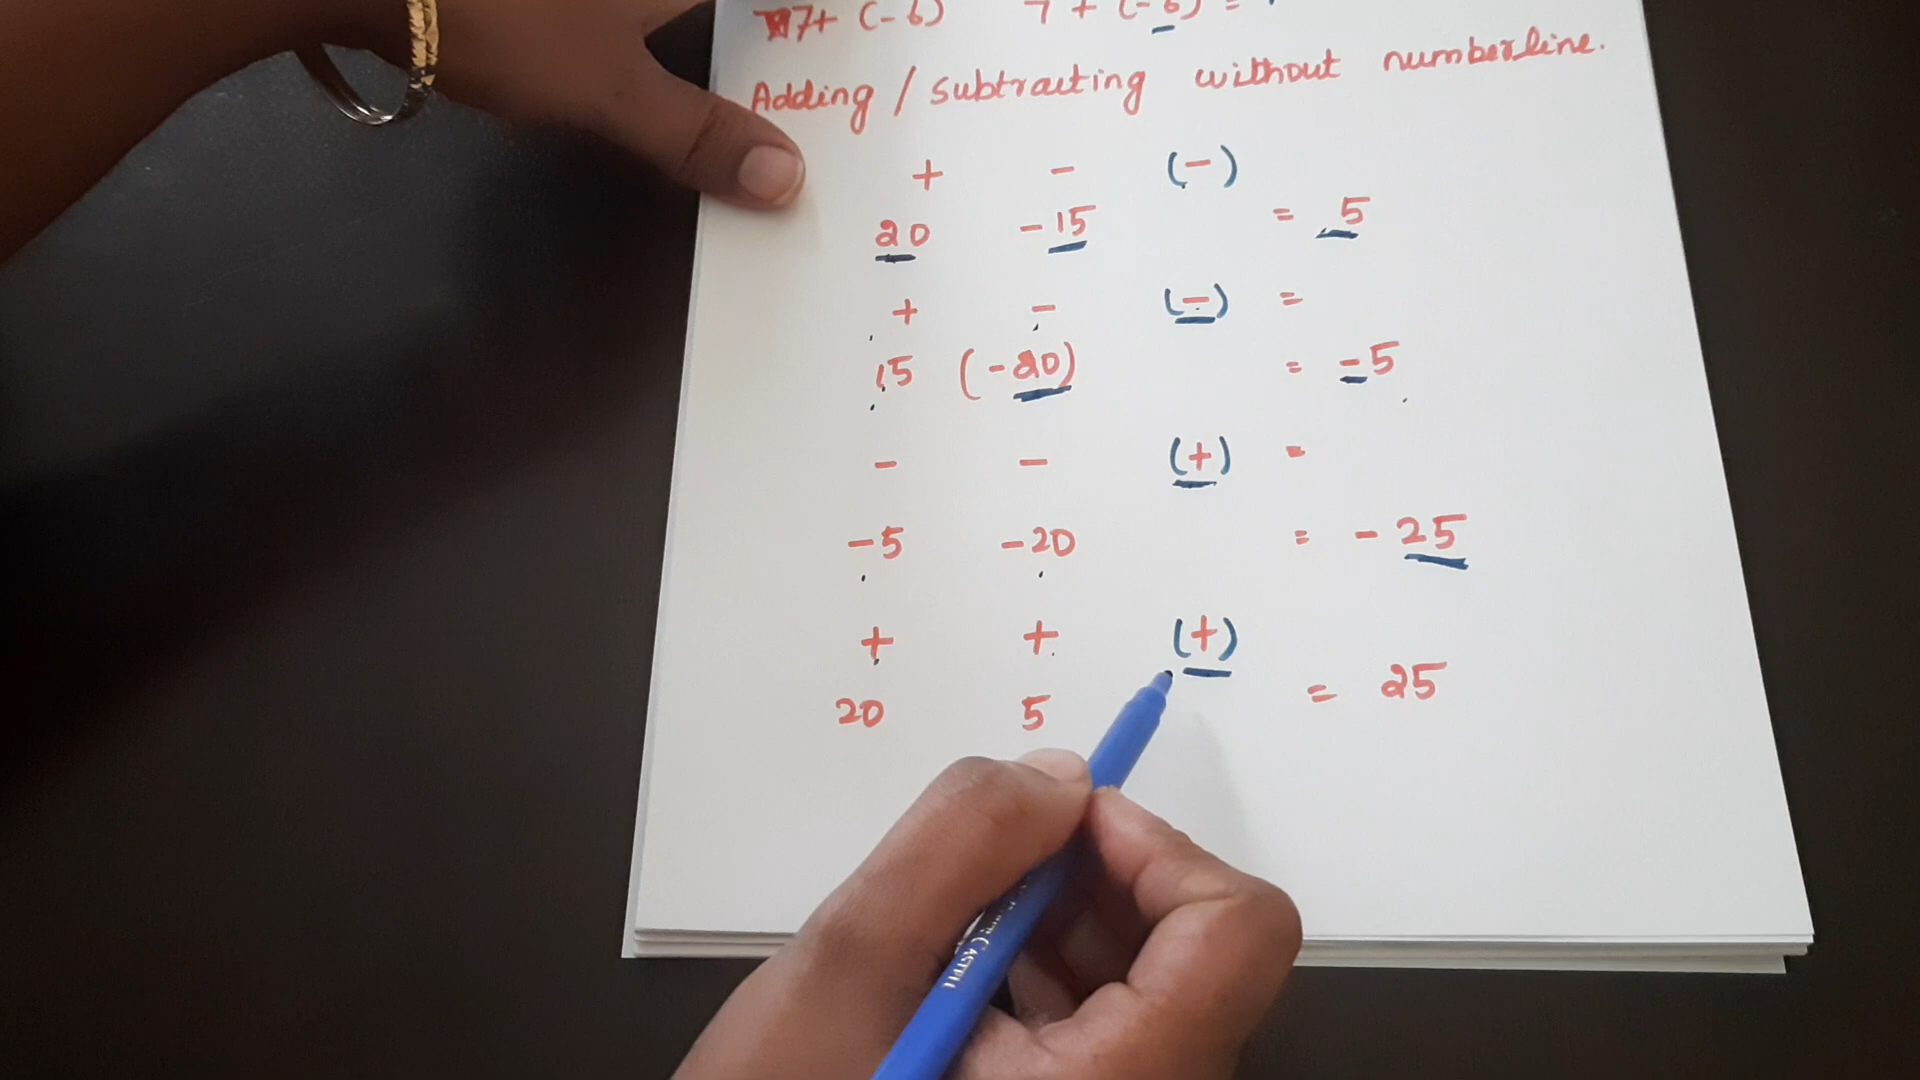 7+ (-6) 7 + (-6) =
Adding / subtracting without numberline.
+ - (-)
20 -15 = 5
+ - (-) =
15 (-20) = -5
- - (+) =
-5 -20 = -25
+ + (+)
20 5 = 25